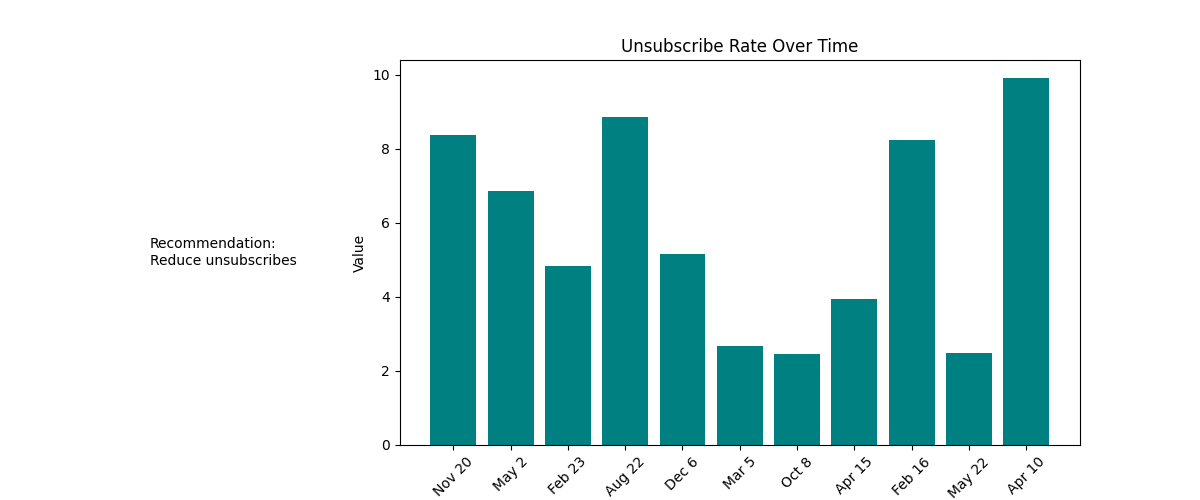 Unsubscribe Rate Over Time
Recommendation:
Reduce unsubscribes
Value
10
8
6
4
2
0
Nov 20
May 2
Feb 23
Aug 22
Dec 6
Mar 5
Oct 8
Apr 15
Feb 16
May 22
Apr 10